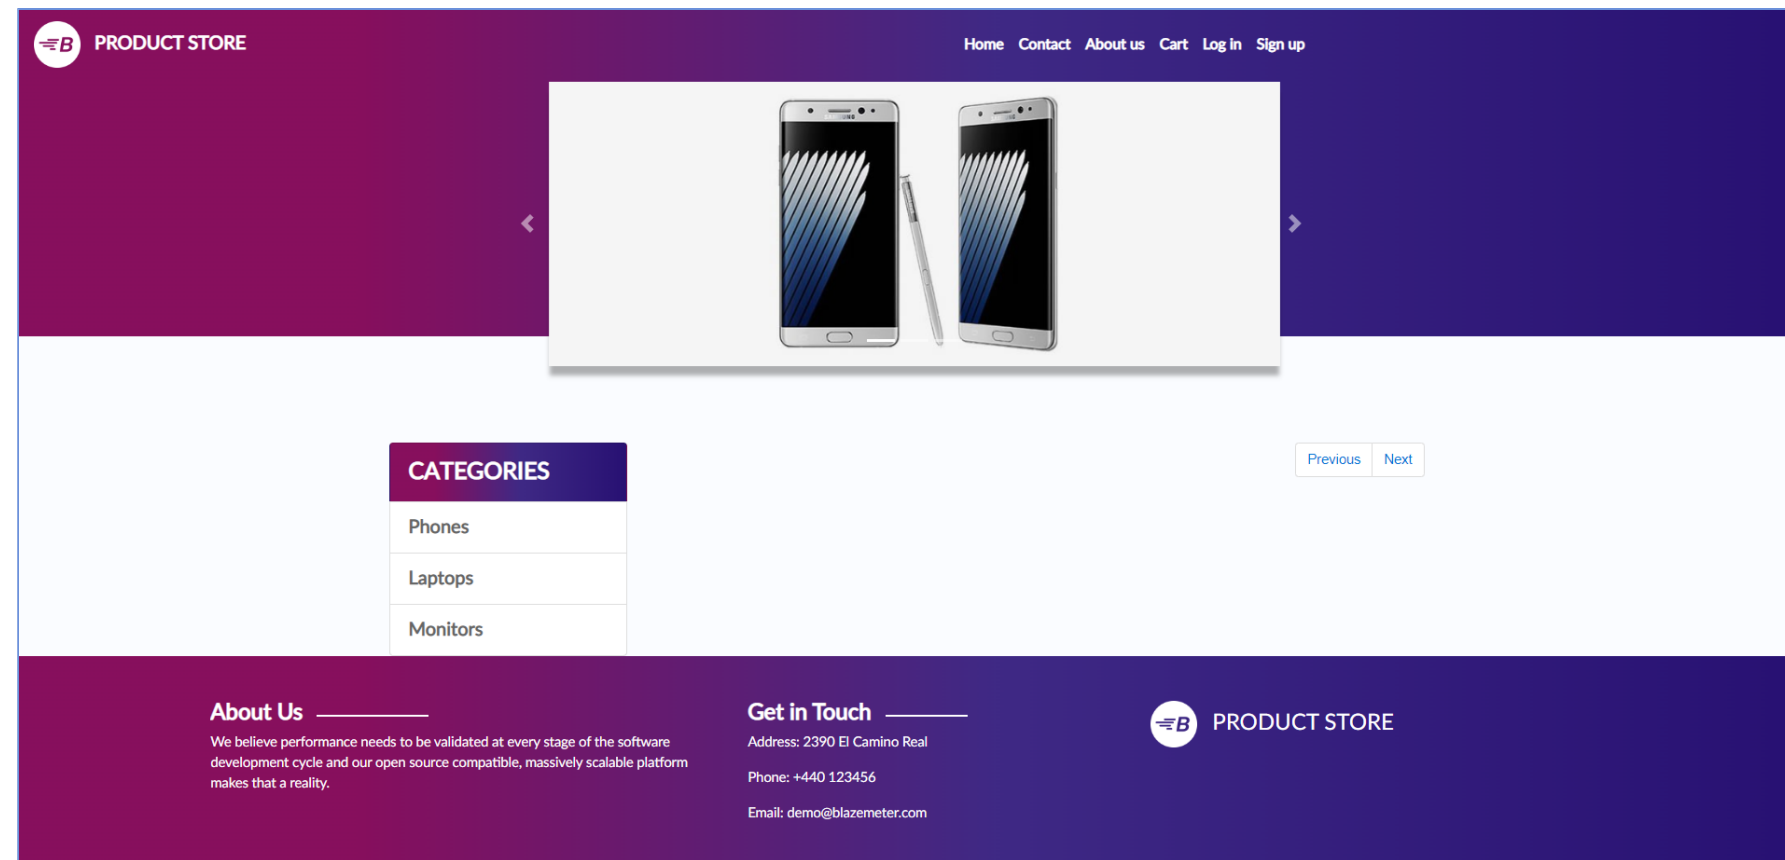 B PRODUCT STORE
Home Contact About us Cart Log in Sign up
SAMSUNG
CATEGORIES
Phones
Laptops
Monitors
Previous Next
About Us
We believe performance needs to be validated at every stage of the software
development cycle and our open source compatible, massively scalable platform
makes that a reality.
Get in Touch
Address: 2390 El Camino Real
Phone: +440 123456
Email: demo@blazemeter.com
B PRODUCT STORE